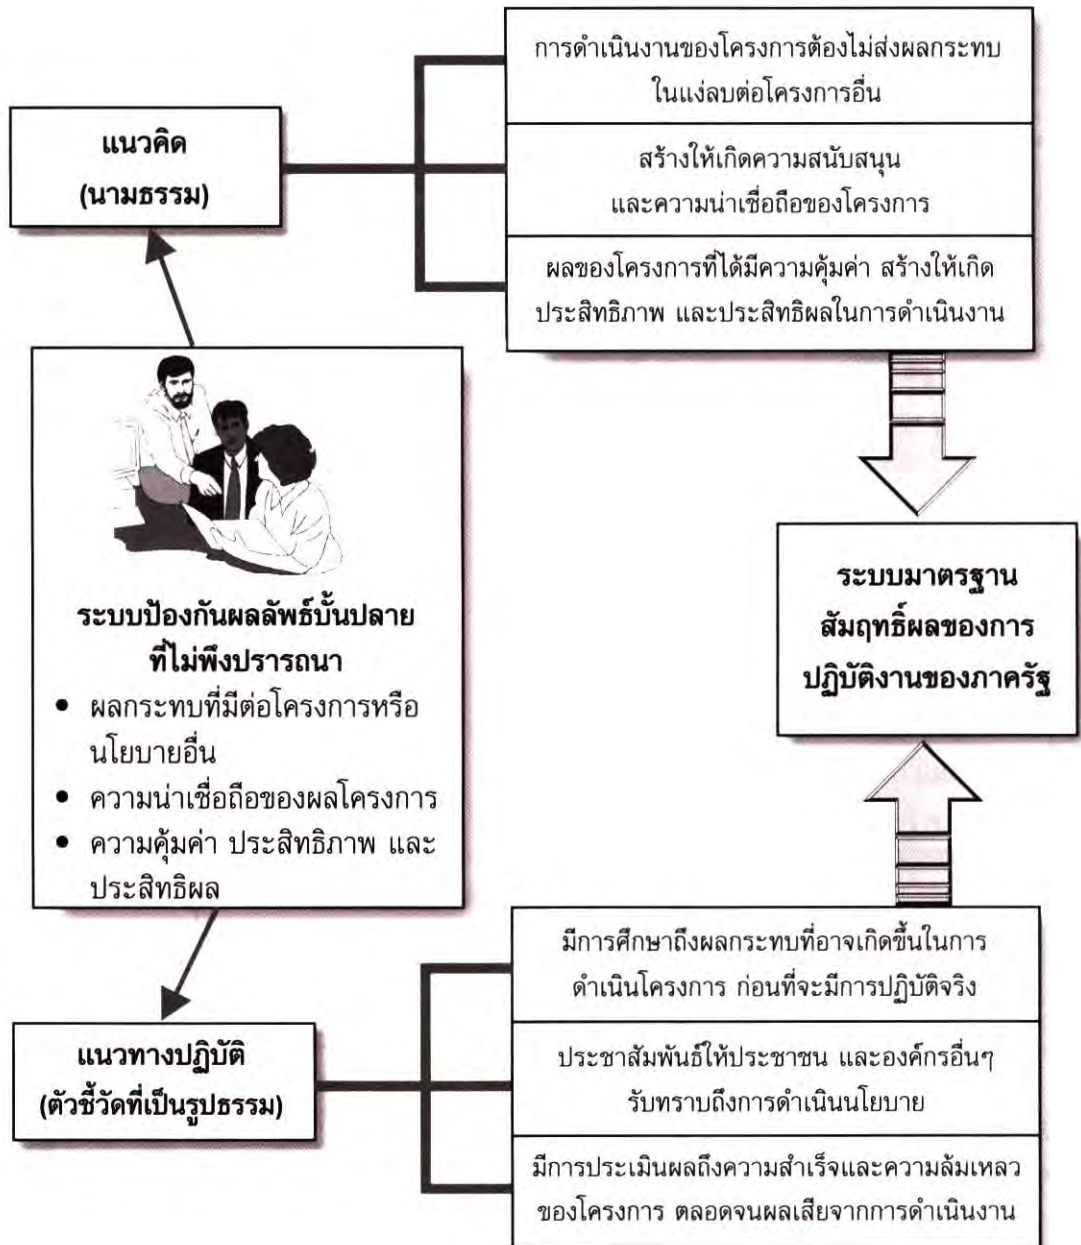 การดำเนินงานของโครงการต้องไม่ส่งผลกระทบ
ในแง่ลบต่อโครงการอื่น
แนวคิด
(นามธรรม)
สร้างให้เกิดความสนับสนุน
และความน่าเชื่อถือของโครงการ
ผลของโครงการที่ได้มีความคุ้มค่า สร้างให้เกิด
ประสิทธิภาพ และประสิทธิผลในการดำเนินงาน
ระบบป้องกันผลลัพธ์บั้นปลาย
ที่ไม่พึงปรารถนา
• ผลกระทบที่มีต่อโครงการหรือ
นโยบายอื่น
• ความน่าเชื่อถือของผลโครงการ
• ความคุ้มค่า ประสิทธิภาพ และ
ประสิทธิผล
ระบบมาตรฐาน
สัมฤทธิ์ผลของการ
ปฏิบัติงานของภาครัฐ
มีการศึกษาถึงผลกระทบที่อาจเกิดขึ้นในการ
ดำเนินโครงการ ก่อนที่จะมีการปฏิบัติจริง
แนวทางปฏิบัติ
(ตัวชี้วัดที่เป็นรูปธรรม)
ประชาสัมพันธ์ให้ประชาชน และองค์กรอื่นๆ
รับทราบถึงการดำเนินนโยบาย
มีการประเมินผลถึงความสำเร็จและความล้มเหลว
ของโครงการ ตลอดจนผลเสียจากการดำเนินงาน